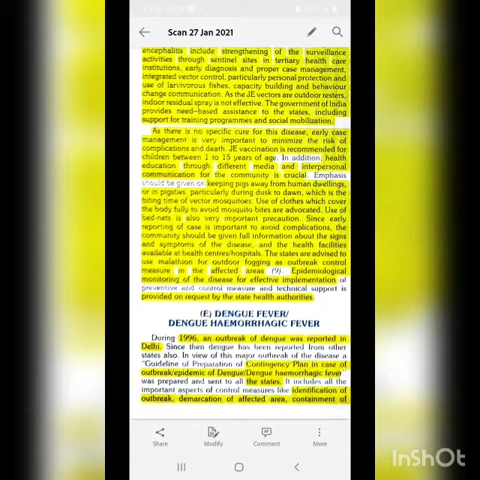 Scan 27 Jan 2021
encephalitis include strengthening of the surveillance
activities through sentinel sites in tertiary health care
institutions, early diagnosis and proper case management,
integrated vector control, particularly personal protection and
use of larvivorous fishes, capacity building and behaviour
change communication. As the JE vectors are outdoor resters,
indoor residual spray is not effective. The government of India
provides need-based assistance to the states, including
support for training programmes and social mobilization.
As there is no specific cure for this disease, early case
management is very important to minimize the risk of
complications and death. JE vaccination is recommended for
children between 1 to 15 years of age. In addition, health
education through different media and interpersonal
communication for the community is crucial. Emphasis
should be given on keeping pigs away from human dwellings,
or in pigsties, particularly during dusk to dawn, which is the
biting time of vector mosquitoes. Use of clothes which cover
the body fully to avoid mosquito bites are advocated. Use of
bed-nets is also very important precaution. Since early
reporting of case is important to avoid complications, the
community should be given full information about the signs
and symptoms of the disease, and the health facilities
available at health centres/hospitals. The states are advised to
use malathion for outdoor fogging as outbreak control
measure in the affected areas (9). Epidemiological
monitoring of the disease for effective implementation of
preventive and control measure and technical support is
provided on request by the state health authorities.
(E) DENGUE FEVER/
DENGUE HAEMORRHAGIC FEVER
During 1996, an outbreak of dengue was reported in
Delhi. Since then dengue has been reported from other
states also. In view of this major outbreak of the disease a
"Guideline of Preparation of Contingency Plan in case of
outbreak/epidemic of Dengue/Dengue haemorrhagic fever"
was prepared and sent to all the states. It includes all the
important aspects of control measures like identification of
outbreak, demarcation of affected area, containment of
Share
Modify
Comment
More
InShOt